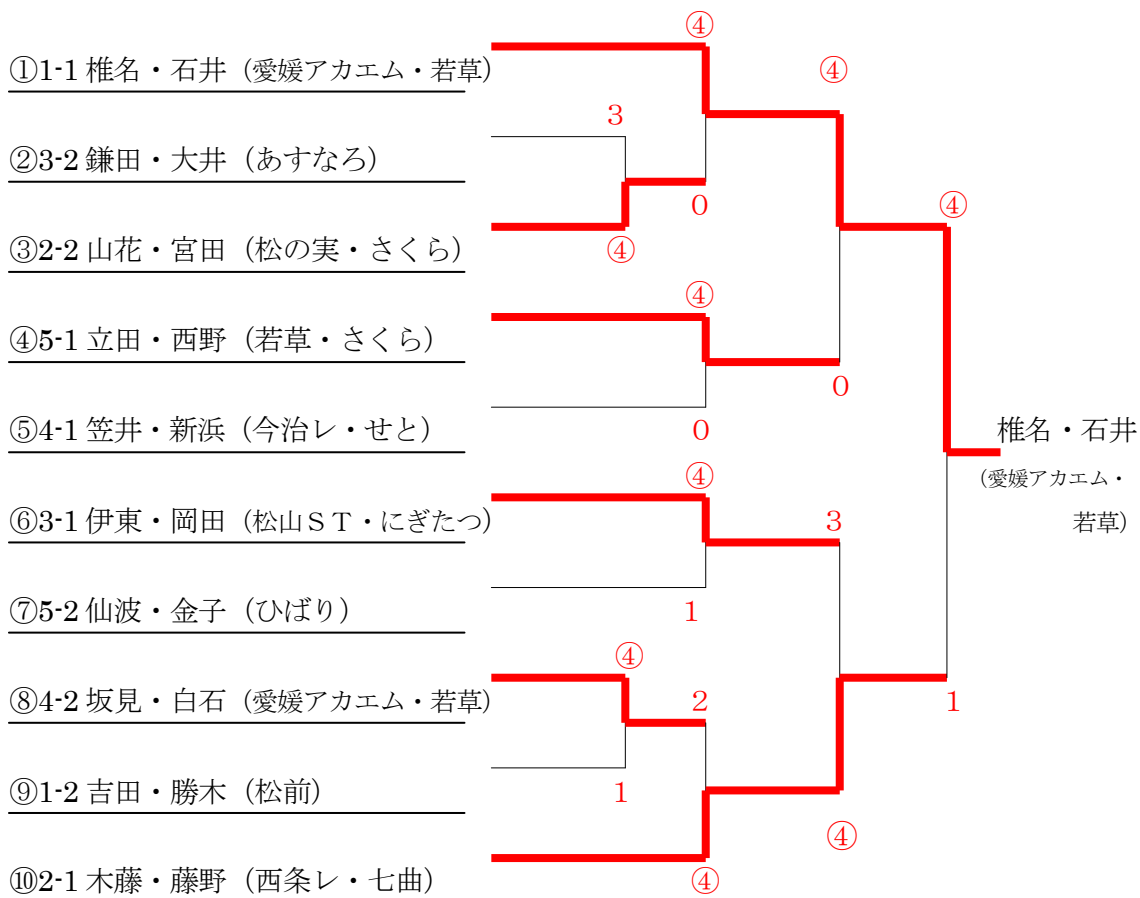 ④
①1-1 椎名・石井（愛媛アカエム・若草）
④
3
②3-2 鎌田・大井（あすなろ）
0
④
③2-2 山花・宮田（松の実・さくら）
④
④
④5-1 立田・西野（若草・さくら）
0
⑤4-1 笠井・新浜（今治レ・せと）
0
椎名・石井
（愛媛アカエム・
若草）
④
⑥3-1 伊東・岡田（松山ＳＴ・にぎたつ）
3
⑦5-2 仙波・金子（ひばり）
1
④
⑧4-2 坂見・白石（愛媛アカエム・若草）
2
1
⑨1-2 吉田・勝木（松前）
1
④
⑩2-1 木藤・藤野（西条レ・七曲）
④